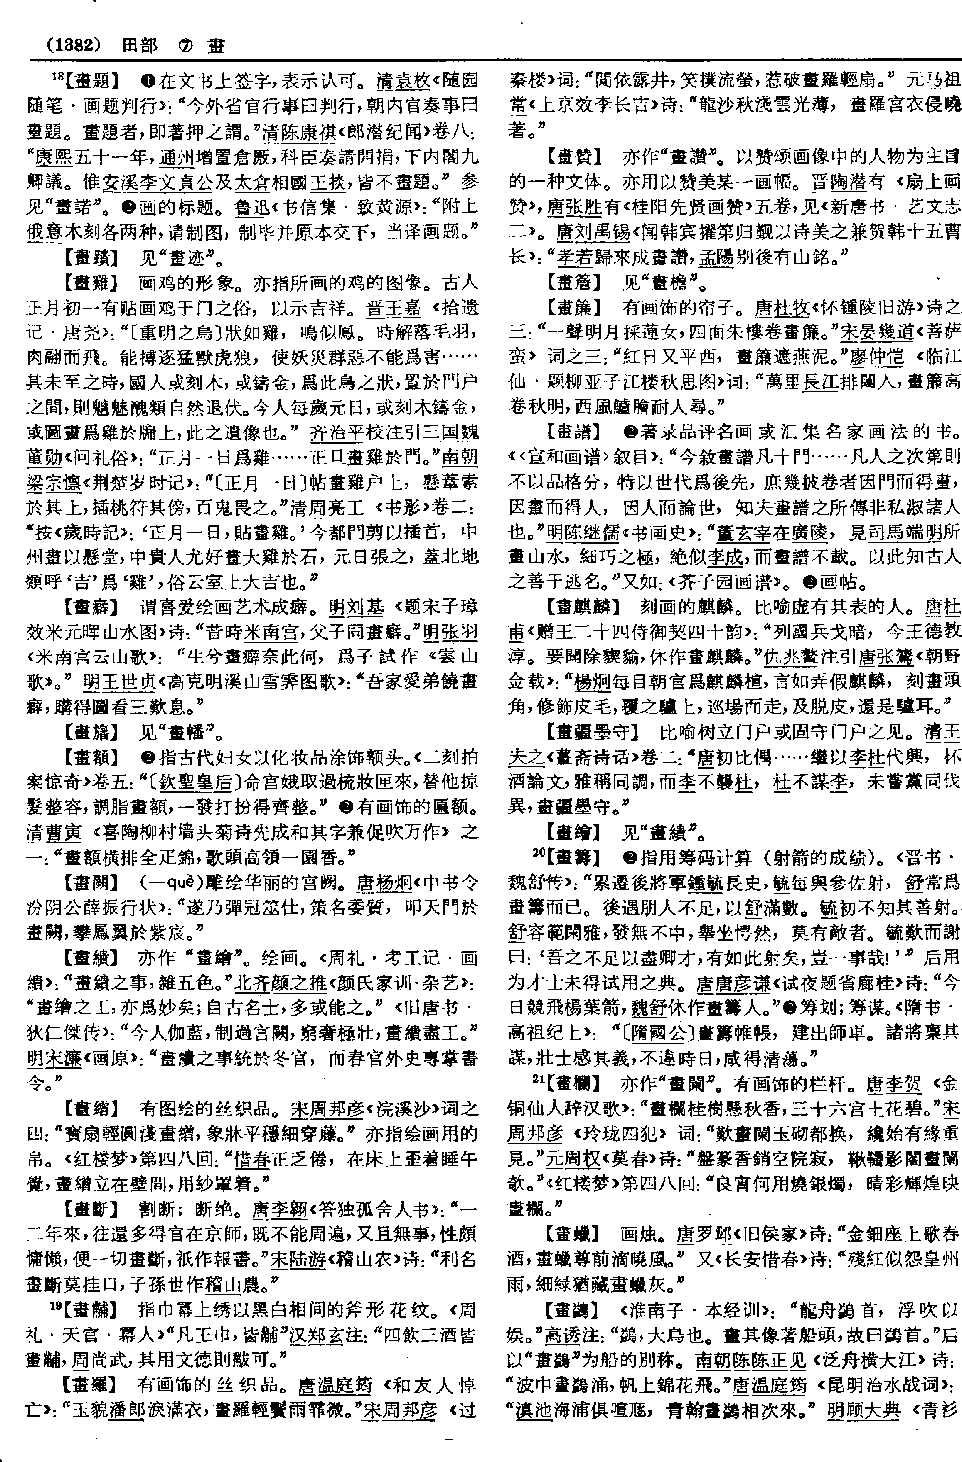 (1382) 田部 ⑦ 畫
18【畫題】 ❶在文书上签字,表示认可。清袁枚《随园
随笔·画题判行》:“今外省官行事曰判行,朝内官奏事曰
畫題。畫題者,即著押之謂。”清陈康祺《郎潜纪闻》卷八:
“康熙五十一年,通州增置倉厫,科臣奏請開捐,下内閣九
卿議。惟安溪李文貞公及太倉相國王掞,皆不畫題。” 参
见“畫諾”。❷画的标题。鲁迅《书信集·致黄源》:“附上
俄意木刻各两种,请制图,制毕并原本交下,当译画题。”
【畫蹟】 见“畫迹”。
【畫雞】 画鸡的形象。亦指所画的鸡的图像。古人
正月初一有贴画鸡于门之俗,以示吉祥。晋王嘉《拾遗
记·唐尧》:“〔重明之鳥〕狀如雞,鳴似鳳。時解落毛羽,
肉翮而飛。能搏逐猛獸虎狼,使妖災群惡不能爲害……
其未至之時,國人或刻木,或鑄金,爲此鳥之狀,置於門户
之間,則魑魅醜類自然退伏。今人每歲元日,或刻木鑄金,
或圖畫爲雞於牖上,此之遺像也。” 齐治平校注引三国魏
董勋《问礼俗》:“正月一日爲雞……正旦畫雞於門。”南朝
梁宗懔《荆楚岁时记》:“〔正月一日〕帖畫雞户上,懸葦索
於其上,插桃符其傍,百鬼畏之。”清周亮工《书影》卷二:
“按《歲時記》:‘正月一日,貼畫雞。’今都門剪以插首,中
州畫以懸堂,中貴人尤好畫大雞於石,元日張之,蓋北地
類呼‘吉’爲‘雞’,俗云室上大吉也。”
【畫癖】 谓喜爱绘画艺术成癖。明刘基《题宋子璋
效米元晖山水图》诗:“昔時米南宫,父子同畫癖。”明张羽
《米南宫云山歌》:“生兮畫癖奈此何,爲子試作《雲山
歌》。” 明王世贞《高克明溪山雪霁图歌》:“吾家愛弟饒畫
癖,購得圖看三歎息。”
【畫旛】 见“畫幡”。
【畫額】 ❶指古代妇女以化妆品涂饰额头。《二刻拍
案惊奇》卷五:“〔欽聖皇后〕命宫娥取過梳妝匣來,替他掠
髮整容,調脂畫額,一發打扮得齊整。” ❷有画饰的匾额。
清曹寅《喜陶柳村墙头菊诗先成和其字兼促吹万作》之
一:“畫額横排全正錦,歌頭高領一園香。”
【畫闕】 (—què)雕绘华丽的宫阙。唐杨炯《中书令
汾阴公薛振行状》:“遂乃彈冠筮仕,策名委質,叩天門於
畫闕,攀鳳翼於紫宸。”
【畫繢】 亦作“畫繪”。绘画。《周礼·考工记·画
繢》:“畫繢之事,雜五色。”北齐颜之推《颜氏家训·杂艺》:
“畫繪之工,亦爲妙矣;自古名士,多或能之。” 《旧唐书·
狄仁傑传》:“今人伽藍,制過宫闕,窮奢極壯,畫繢盡工。”
明宋濂《画原》:“畫繢之事统於冬官,而春官外史專掌書
令。”
【畫繒】 有图绘的丝织品。宋周邦彦《浣溪沙》词之
四:“寶扇輕圓淺畫繒,象牀平穩細穿藤。” 亦指绘画用的
帛。《红楼梦》第四八回:“惜春正乏倦,在床上歪着睡午
覺,畫繒立在壁間,用紗罩着。”
【畫斷】 割断;断绝。唐李翱《答独孤舍人书》:“一
二年來,往還多得官在京師,既不能周遍,又且無事,性頗
慵懶,便一切畫斷,祇作報書。”宋陆游《稽山农》诗:“利名
畫斷莫挂口,子孫世作稽山農。”
19【畫黼】 指巾幂上绣以黑白相间的斧形花纹。《周
礼·天官·幂人》“凡王巾,皆黼”汉郑玄注:“四飲三酒皆
畫黼,周尚武,其用文德則黻可。”
【畫羅】 有画饰的丝织品。唐温庭筠《和友人悼
亡》:“玉貌潘郎淚滿衣,畫羅輕鬢雨霏微。”宋周邦彦《过
秦楼》词:“閒依露井,笑撲流螢,惹破畫羅輕扇。” 元马祖
常《上京效李长吉》诗:“龍沙秋淺雲光薄,畫羅宫衣侵曉
著。”
【畫贊】 亦作“畫讚”。以赞颂画像中的人物为主旨
的一种文体。亦用以赞美某一画幅。晋陶潜有《扇上画
赞》,唐张胜有《桂阳先贤画赞》五卷,见《新唐书·艺文志
二》。唐刘禹锡《闻韩宾擢第归觐以诗美之兼贺韩十五曹
长》:“孝若歸來成畫讚,孟陽別後有山銘。”
【畫簷】 见“畫檐”。
【畫簾】 有画饰的帘子。唐杜牧《怀钟陵旧游》诗之
三:“一聲明月採蓮女,四面朱樓卷畫簾。”宋晏幾道《菩萨
蛮》词之三:“紅日又平西,畫簾遮燕泥。”廖仲恺《临江
仙·题柳亚子江楼秋思图》词:“萬里長江排闥入,畫簾高
卷秋明,西風鱸膾耐人尋。”
【畫譜】 ❶著录品评名画或汇集名家画法的书。
《〈宣和画谱〉叙目》:“今敘畫譜凡十門……凡人之次第則
不以品格分,特以世代爲後先,庶幾披卷者因門而得畫,
因畫而得人,因人而論世,知夫畫譜之所傳非私淑諸人
也。”明陈继儒《书画史》:“董玄宰在廣陵,見司馬端明所
畫山水,細巧之極,絶似李成,而畫譜不載。以此知古人
之善于逃名。”又如:《芥子园画谱》。❷画帖。
【畫麒麟】 刻画的麒麟。比喻虚有其表的人。唐杜
甫《赠王二十四侍御契四十韵》:“列國兵戈暗,今王德教
淳。要聞除猰貐,休作畫麒麟。”仇兆鳌注引唐张鷟《朝野
佥载》:“楊炯每目朝官爲麒麟楦,言如弄假麒麟,刻畫頭
角,修飾皮毛,覆之驢上,巡場而走,及脱皮,還是驢耳。”
【畫疆墨守】 比喻树立门户或固守门户之见。清王
夫之《薑斋诗话》卷二:“唐初比偶……繼以李杜代興,杯
酒論文,雅稱同調,而李不襲杜,杜不謀李,未嘗黨同伐
異,畫疆墨守。”
【畫繪】 见“畫繢”。
20【畫籌】 ❶指用筹码计算(射箭的成绩)。《晋书·
魏舒传》:“累遷後將軍鍾毓長史,毓每與參佐射,舒常爲
畫籌而已。後遇朋人不足,以舒滿數。毓初不知其善射。
舒容範閑雅,發無不中,舉坐愕然,莫有敵者。毓歎而謝
曰:‘吾之不足以盡卿才,有如此射矣,豈一事哉!’” 后用
为才士未得试用之典。唐唐彦谦《试夜题省廊桂》诗:“今
日競飛楊葉箭,魏舒休作畫籌人。”❷筹划;筹谋。《隋书·
高祖纪上》:“〔隋國公〕畫籌帷帳,建出師車。諸將稟其
謀,壯士感其義,不違時日,咸得清蕩。”
21【畫欄】 亦作“畫闌”。有画饰的栏杆。唐李贺《金
铜仙人辞汉歌》:“畫欄桂樹懸秋香,三十六宫土花碧。”宋
周邦彦《玲珑四犯》词:“歎畫闌玉砌都换,纔始有緣重
見。”元周权《莫春》诗:“盤篆香銷空院寂,鞦韆影閣畫闌
欹。”《红楼梦》第四八回:“良宵何用燒銀燭,晴彩輝煌映
畫欄。”
【畫蠟】 画烛。唐罗邺《旧侯家》诗:“金鈿座上歌春
酒,畫蠟尊前滴曉風。” 又《长安惜春》诗:“殘紅似怨皇州
雨,細緑猶藏畫蠟灰。”
【畫鷁】 《淮南子·本经训》:“龍舟鷁首,浮吹以
娱。”高诱注:“鷁,大鳥也。畫其像著船頭,故曰鷁首。”后
以“畫鷁”为船的别称。南朝陈陈正见《泛舟横大江》诗:
“波中畫鷁涌,帆上錦花飛。”唐温庭筠《昆明治水战词》:
“滇池海浦俱喧豗,青翰畫鷁相次來。” 明顾大典《青衫